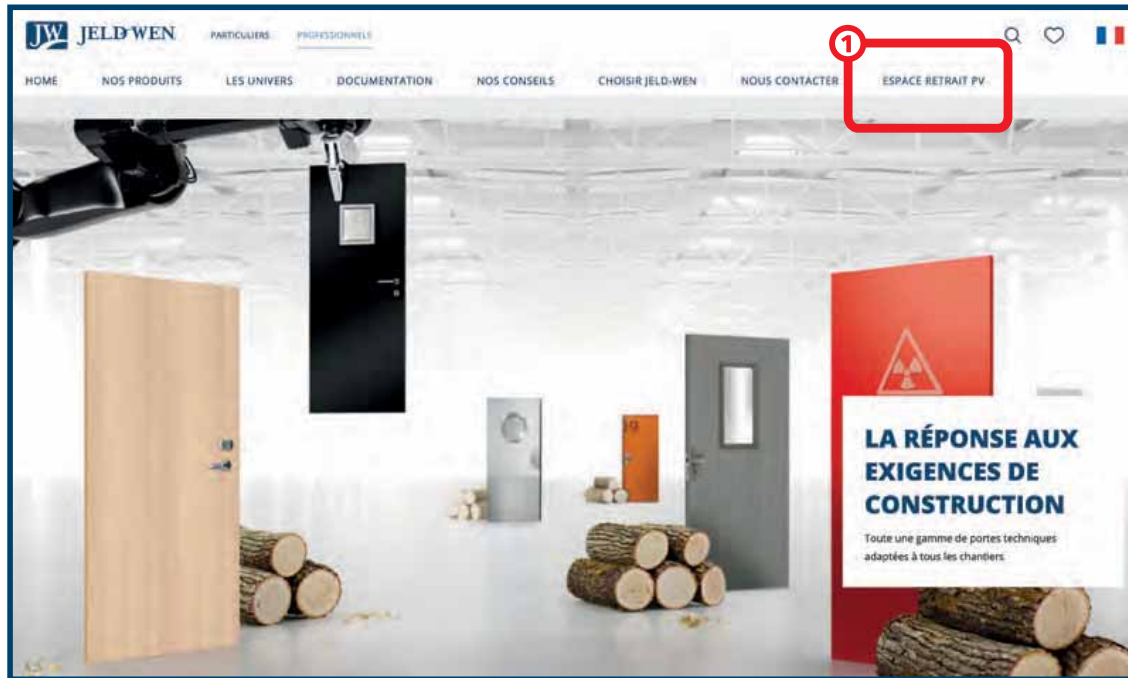 JW JELD-WEN PARTICULIERS PROFESSIONNELS
1
HOME NOS PRODUITS LES UNIVERS DOCUMENTATION NOS CONSEILS CHOISIR JELD-WEN NOUS CONTACTER ESPACE RETRAIT PV
LA RÉPONSE AUX
EXIGENCES DE
CONSTRUCTION
Toute une gamme de portes techniques
adaptées à tous les chantiers